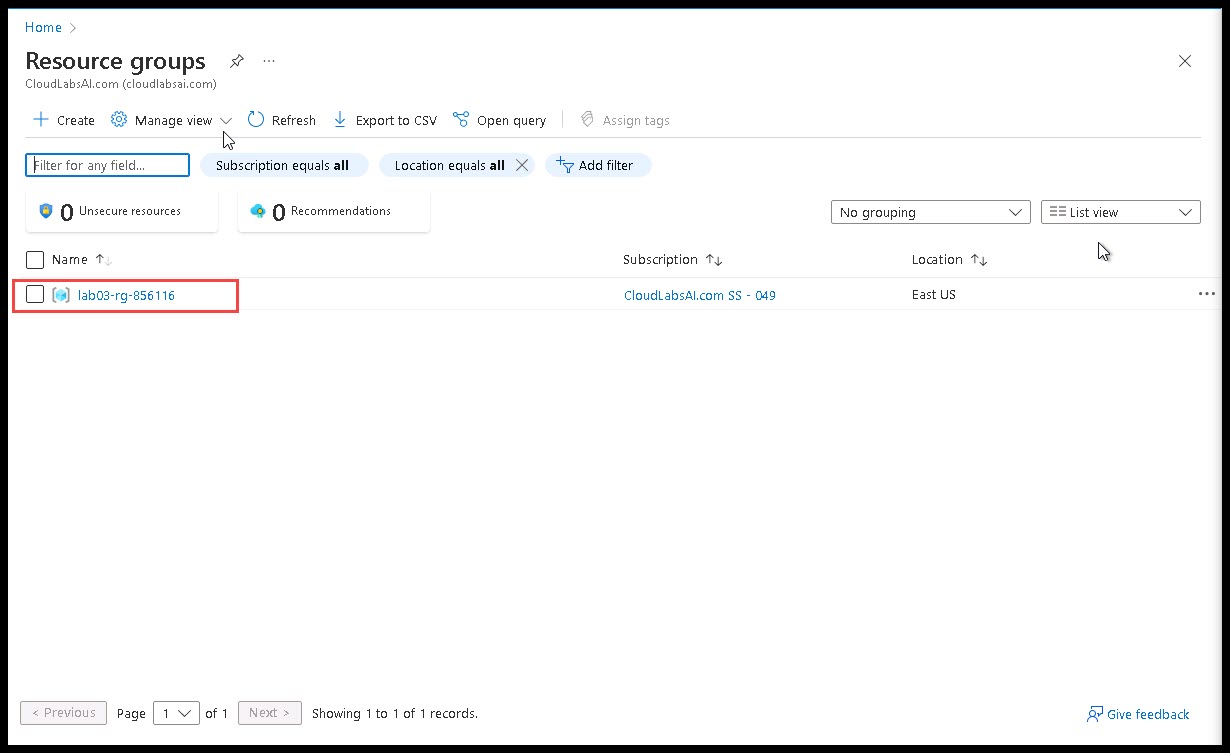 Home >
Resource groups ...
CloudLabsAI.com (cloudlabsai.com)
Create Manage view Refresh Export to CSV Open query Assign tags
Filter for any field... Subscription equals all Location equals all Add filter
0 Unsecure resources 0 Recommendations No grouping List view
Name Subscription Location
lab03-rg-856116 CloudLabsAI.com SS - 049 East US ...
< Previous Page 1 of 1 Next > Showing 1 to 1 of 1 records. Give feedback